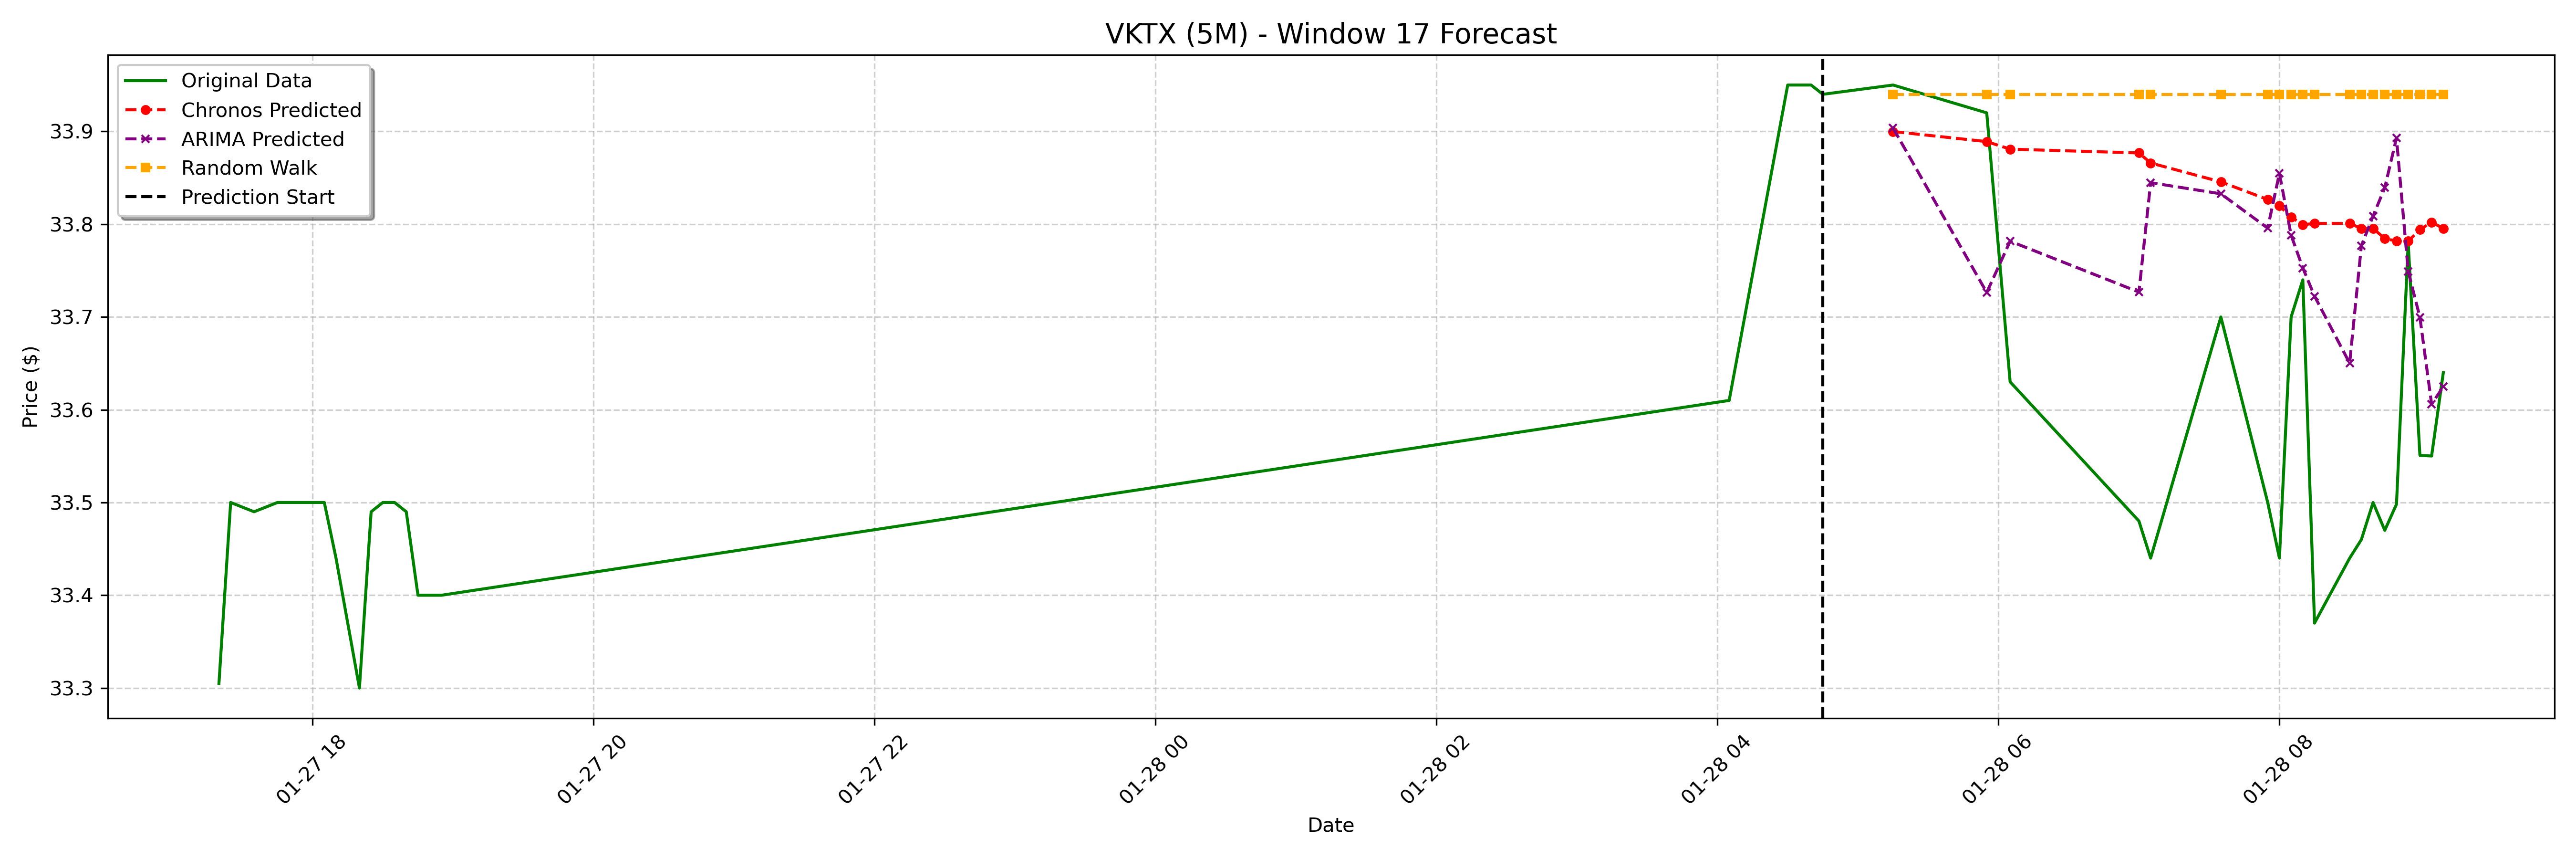 VKTX (5M) - Window 17 Forecast
Original Data
Chronos Predicted
ARIMA Predicted
Random Walk
Prediction Start
Price ($)
33.9
33.8
33.7
33.6
33.5
33.4
33.3
01-27 18
01-27 20
01-27 22
01-28 00
01-28 02
01-28 04
01-28 06
01-28 08
Date